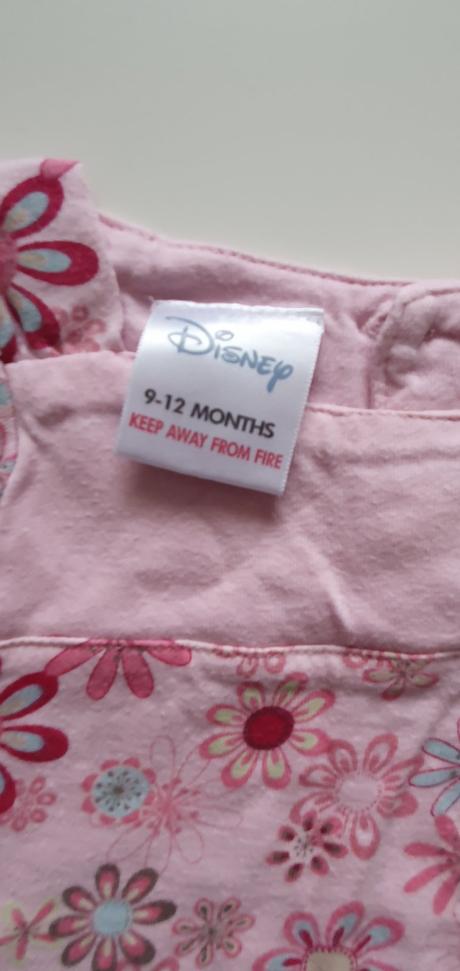 Disney
9-12 MONTHS
KEEP AWAY FROM FIRE